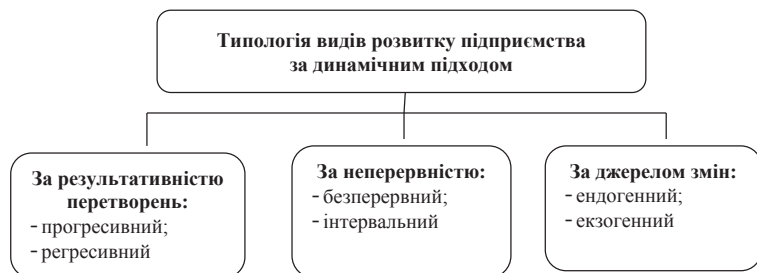 Типологія видів розвитку підприємства
за динамічним підходом
За результативністю
перетворень:
- прогресивний;
- регресивний
За неперервністю:
- безперервний;
- інтервальний
За джерелом змін:
- ендогенний;
- екзогенний